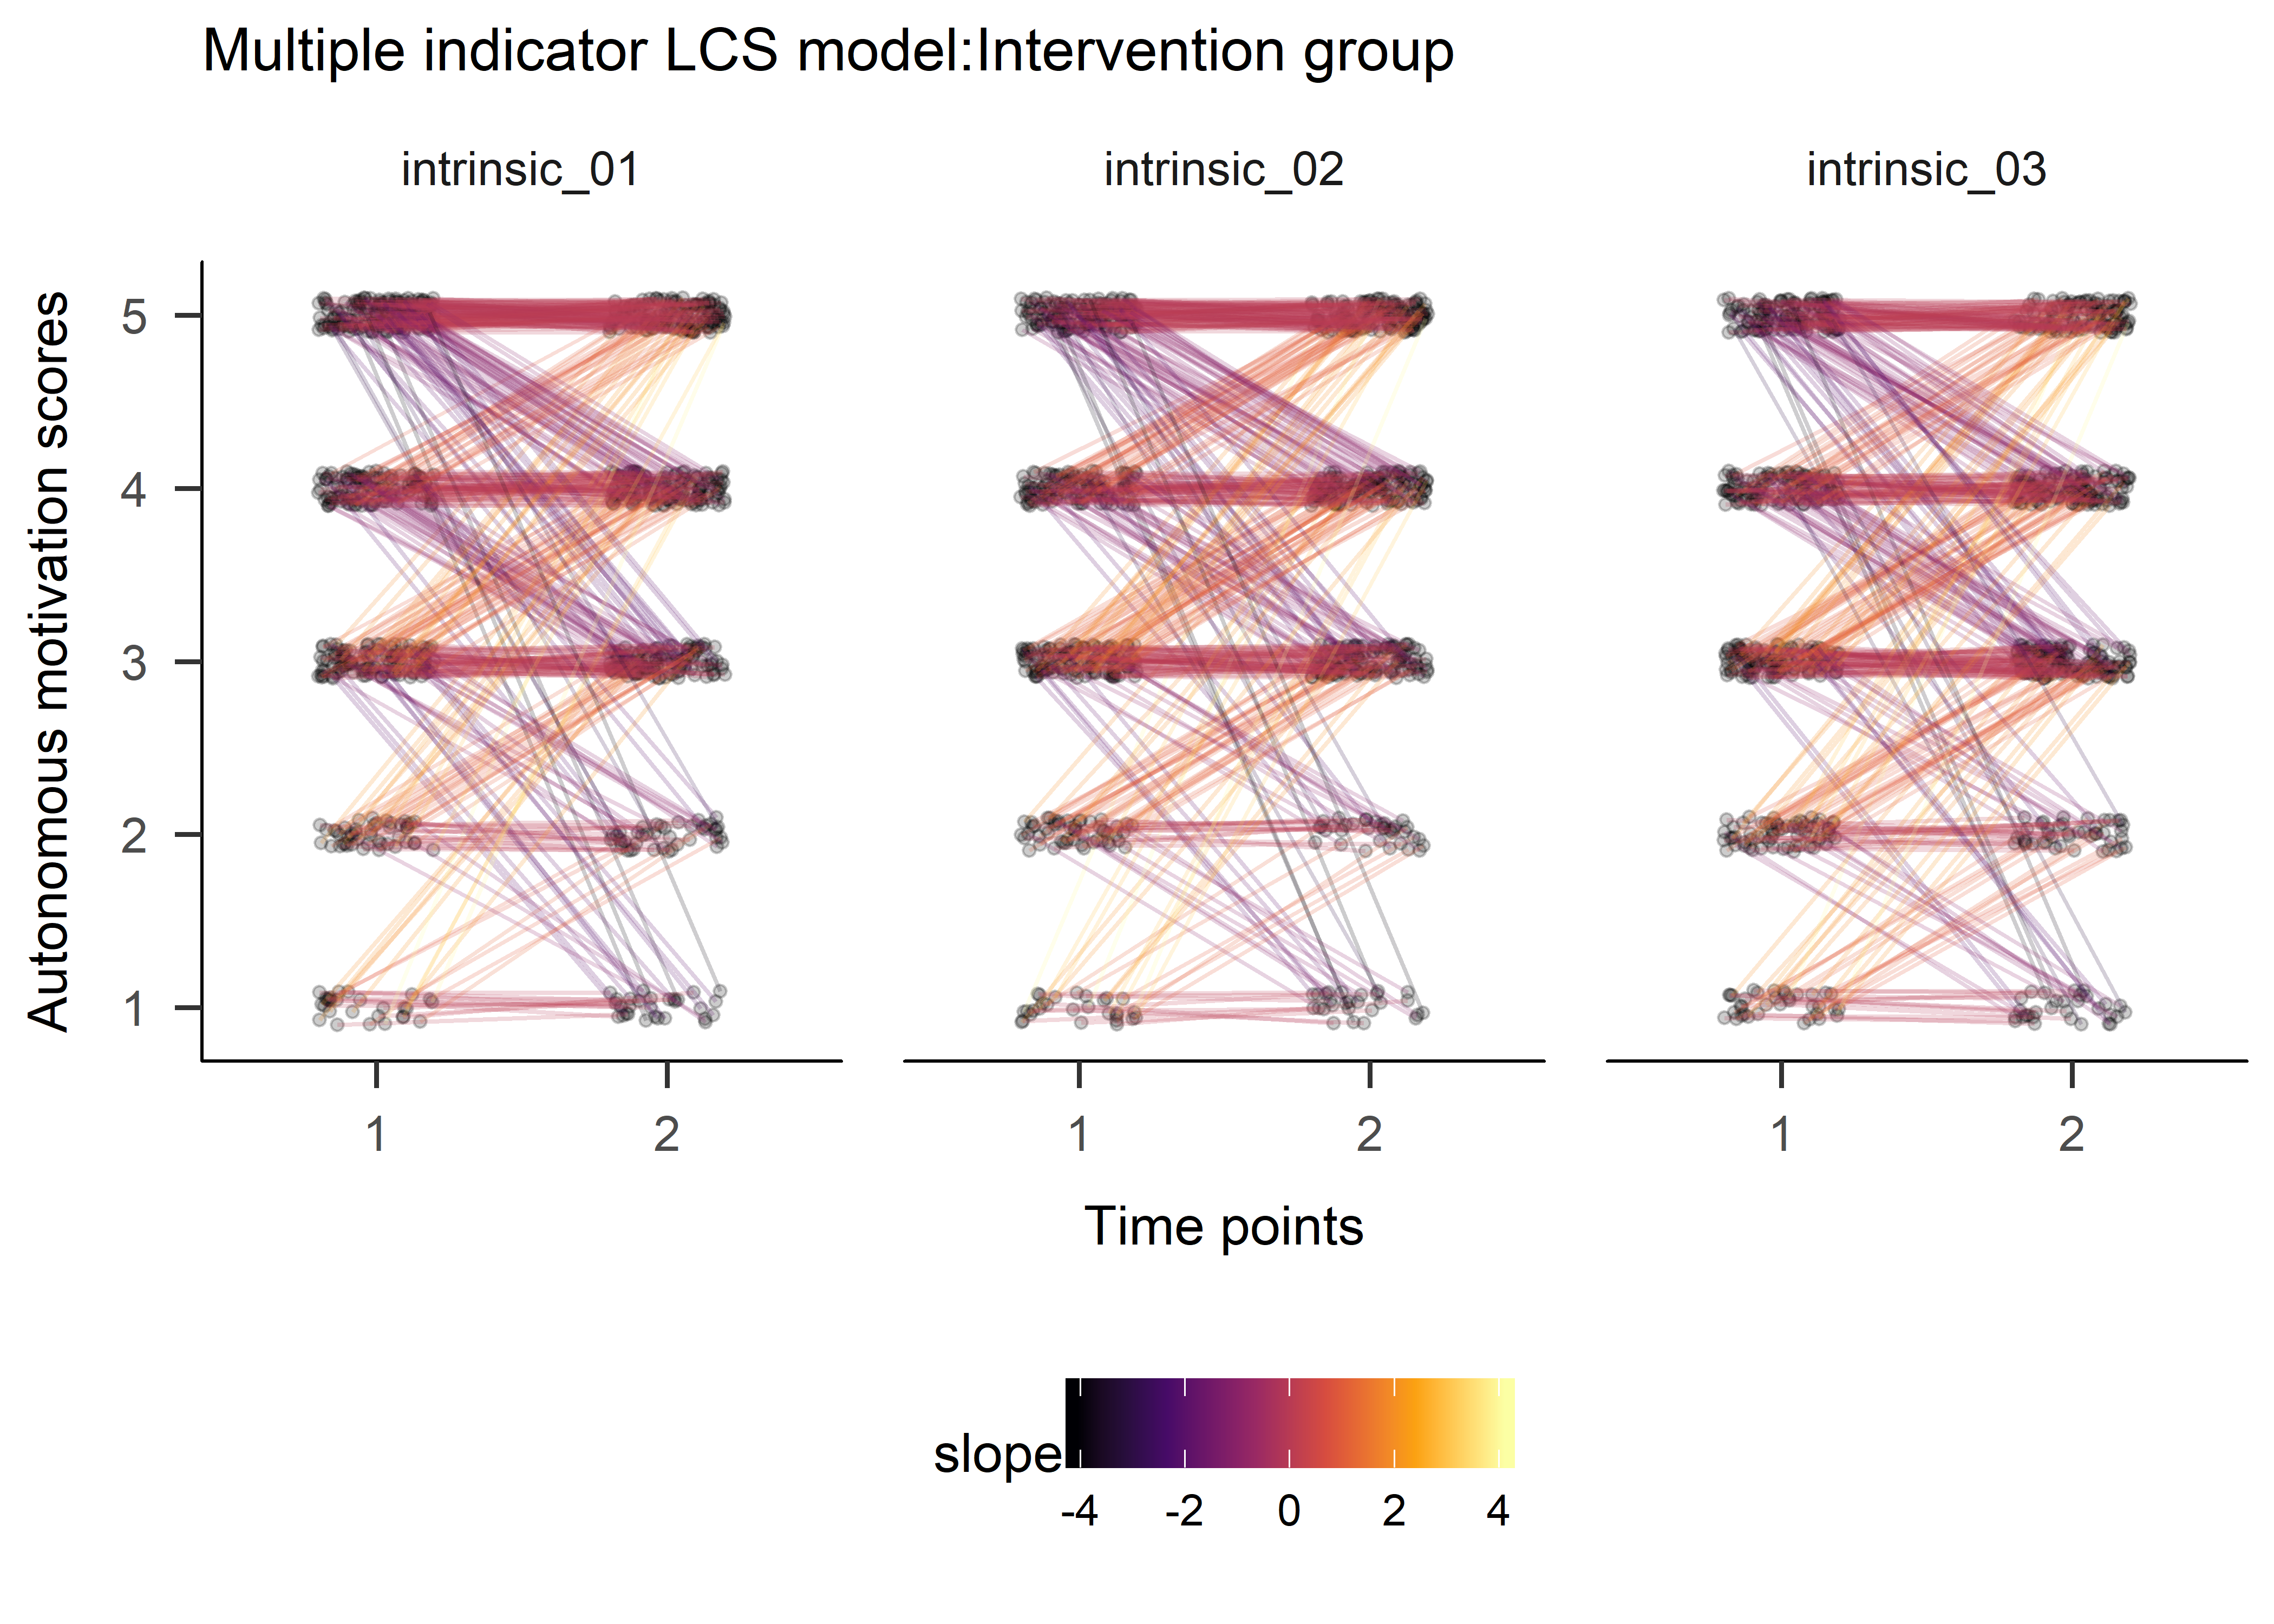 Multiple indicator LCS model:Intervention group
intrinsic_01 intrinsic_02 intrinsic_03
Autonomous motivation scores
5
4
3
2
1
1 2 1 2 1 2
Time points
slope
-4 -2 0 2 4